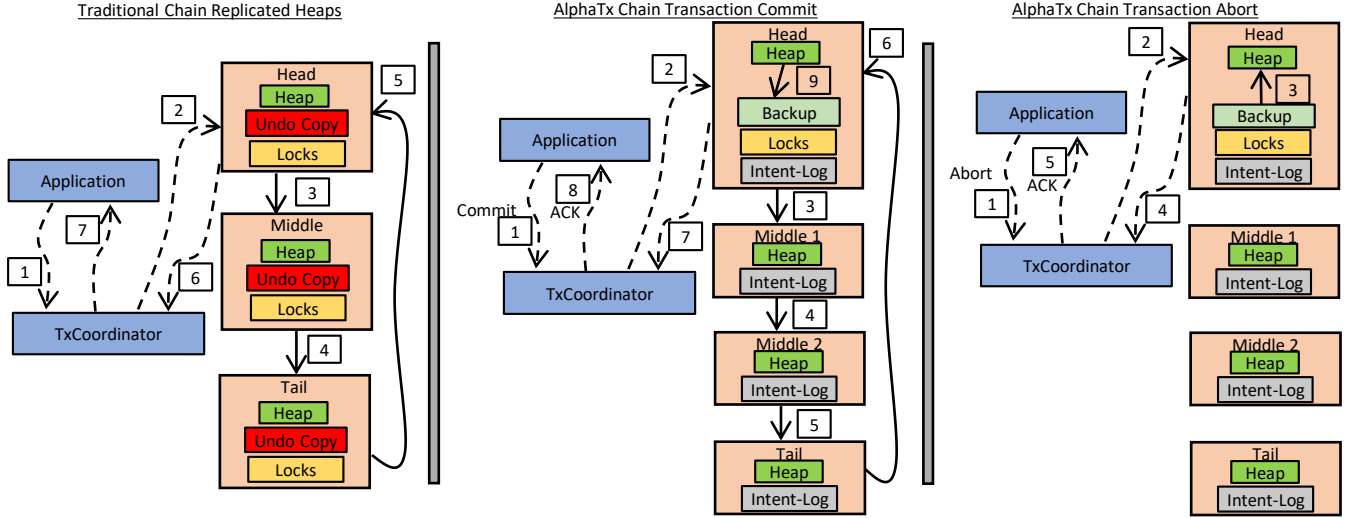 Traditional Chain Replicated Heaps
Head
Heap
Undo Copy
Locks
5
2
Application
3
Middle
Heap
Undo Copy
Locks
7
1
6
TxCoordinator
4
Tail
Heap
Undo Copy
Locks
AlphaTx Chain Transaction Commit
Head
Heap
6
2
9
Backup
Application
Locks
8
Intent-Log
ACK
Commit
3
1
7
Middle 1
Heap
Intent-Log
TxCoordinator
4
Middle 2
Heap
Intent-Log
5
Tail
Heap
Intent-Log
AlphaTx Chain Transaction Abort
Head
2
Heap
3
Backup
Application
Locks
5
Abort
ACK
Intent-Log
1
4
Middle 1
Heap
TxCoordinator
Intent-Log
Middle 2
Heap
Intent-Log
Tail
Heap
Intent-Log